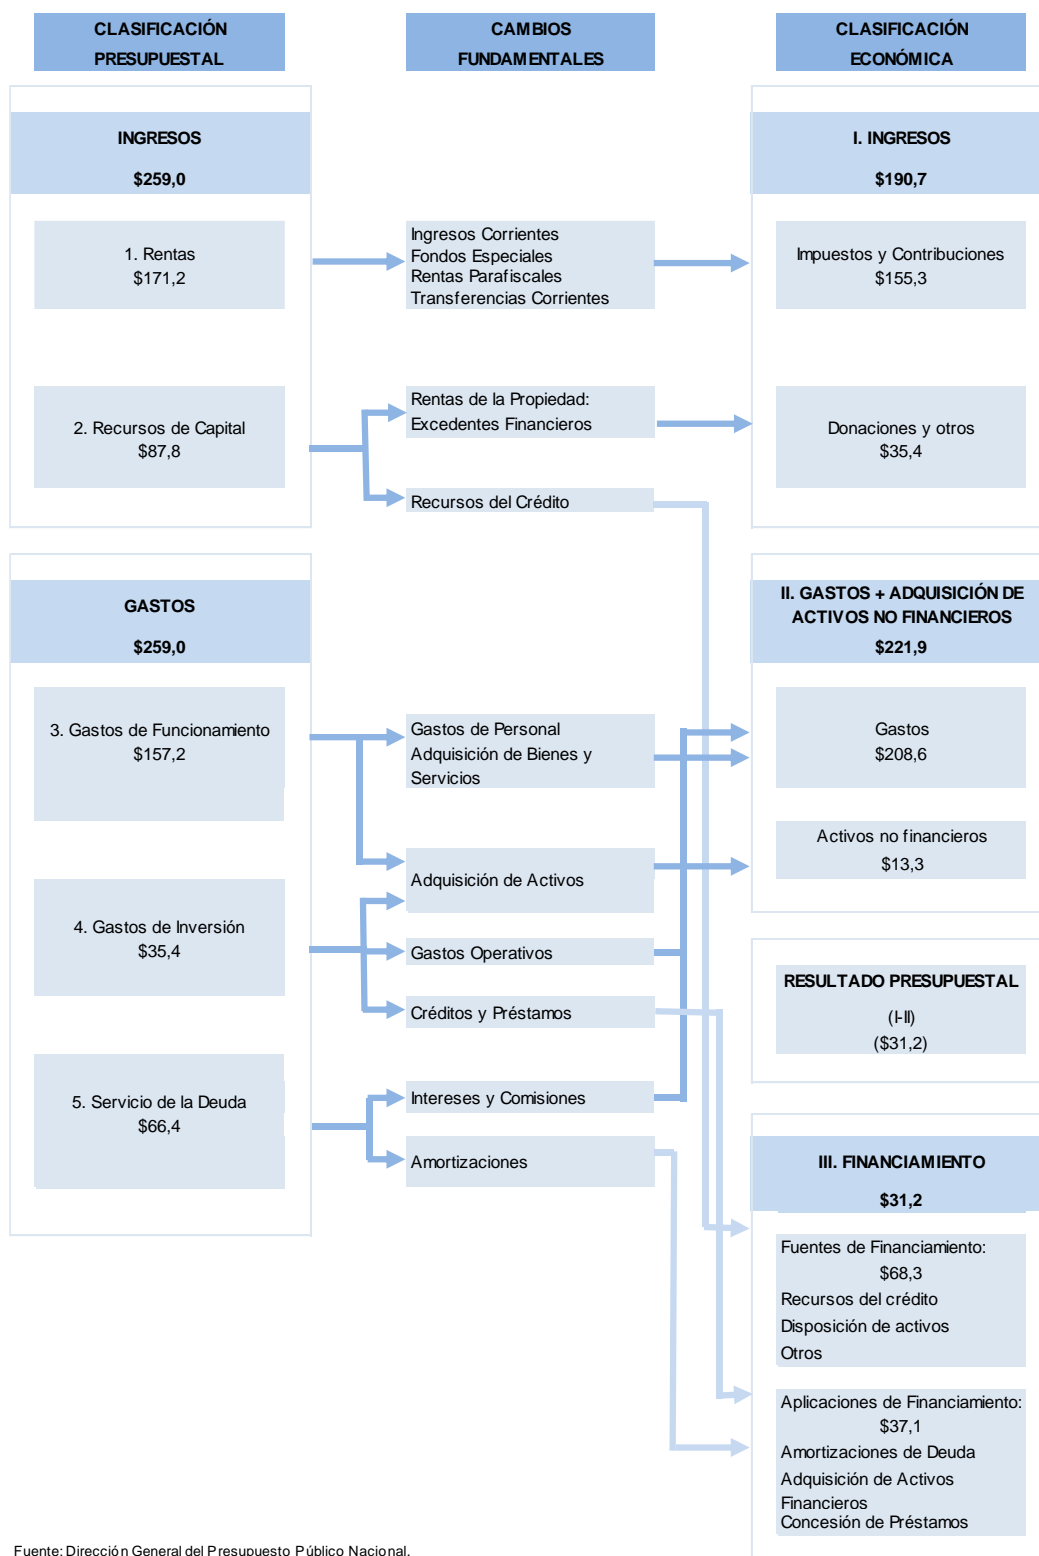 CLASIFICACIÓN
PRESUPUESTAL
CAMBIOS
FUNDAMENTALES
CLASIFICACIÓN
ECONÓMICA
INGRESOS
$259,0
1. Rentas
$171,2
2. Recursos de Capital
$87,8
Ingresos Corrientes
Fondos Especiales
Rentas Parafiscales
Transferencias Corrientes
Rentas de la Propiedad:
Excedentes Financieros
Recursos del Crédito
I. INGRESOS
$190,7
Impuestos y Contribuciones
$155,3
Donaciones y otros
$35,4
GASTOS
$259,0
3. Gastos de Funcionamiento
$157,2
4. Gastos de Inversión
$35,4
5. Servicio de la Deuda
$66,4
Gastos de Personal
Adquisición de Bienes y
Servicios
Adquisición de Activos
Gastos Operativos
Créditos y Préstamos
Intereses y Comisiones
Amortizaciones
II. GASTOS + ADQUISICIÓN DE
ACTIVOS NO FINANCIEROS
$221,9
Gastos
$208,6
Activos no financieros
$13,3
RESULTADO PRESUPUESTAL
(I-II)
($31,2)
III. FINANCIAMIENTO
$31,2
Fuentes de Financiamiento:
$68,3
Recursos del crédito
Disposición de activos
Otros
Aplicaciones de Financiamiento:
$37,1
Amortizaciones de Deuda
Adquisición de Activos
Financieros
Concesión de Préstamos
Fuente: Dirección General del Presupuesto Público Nacional.